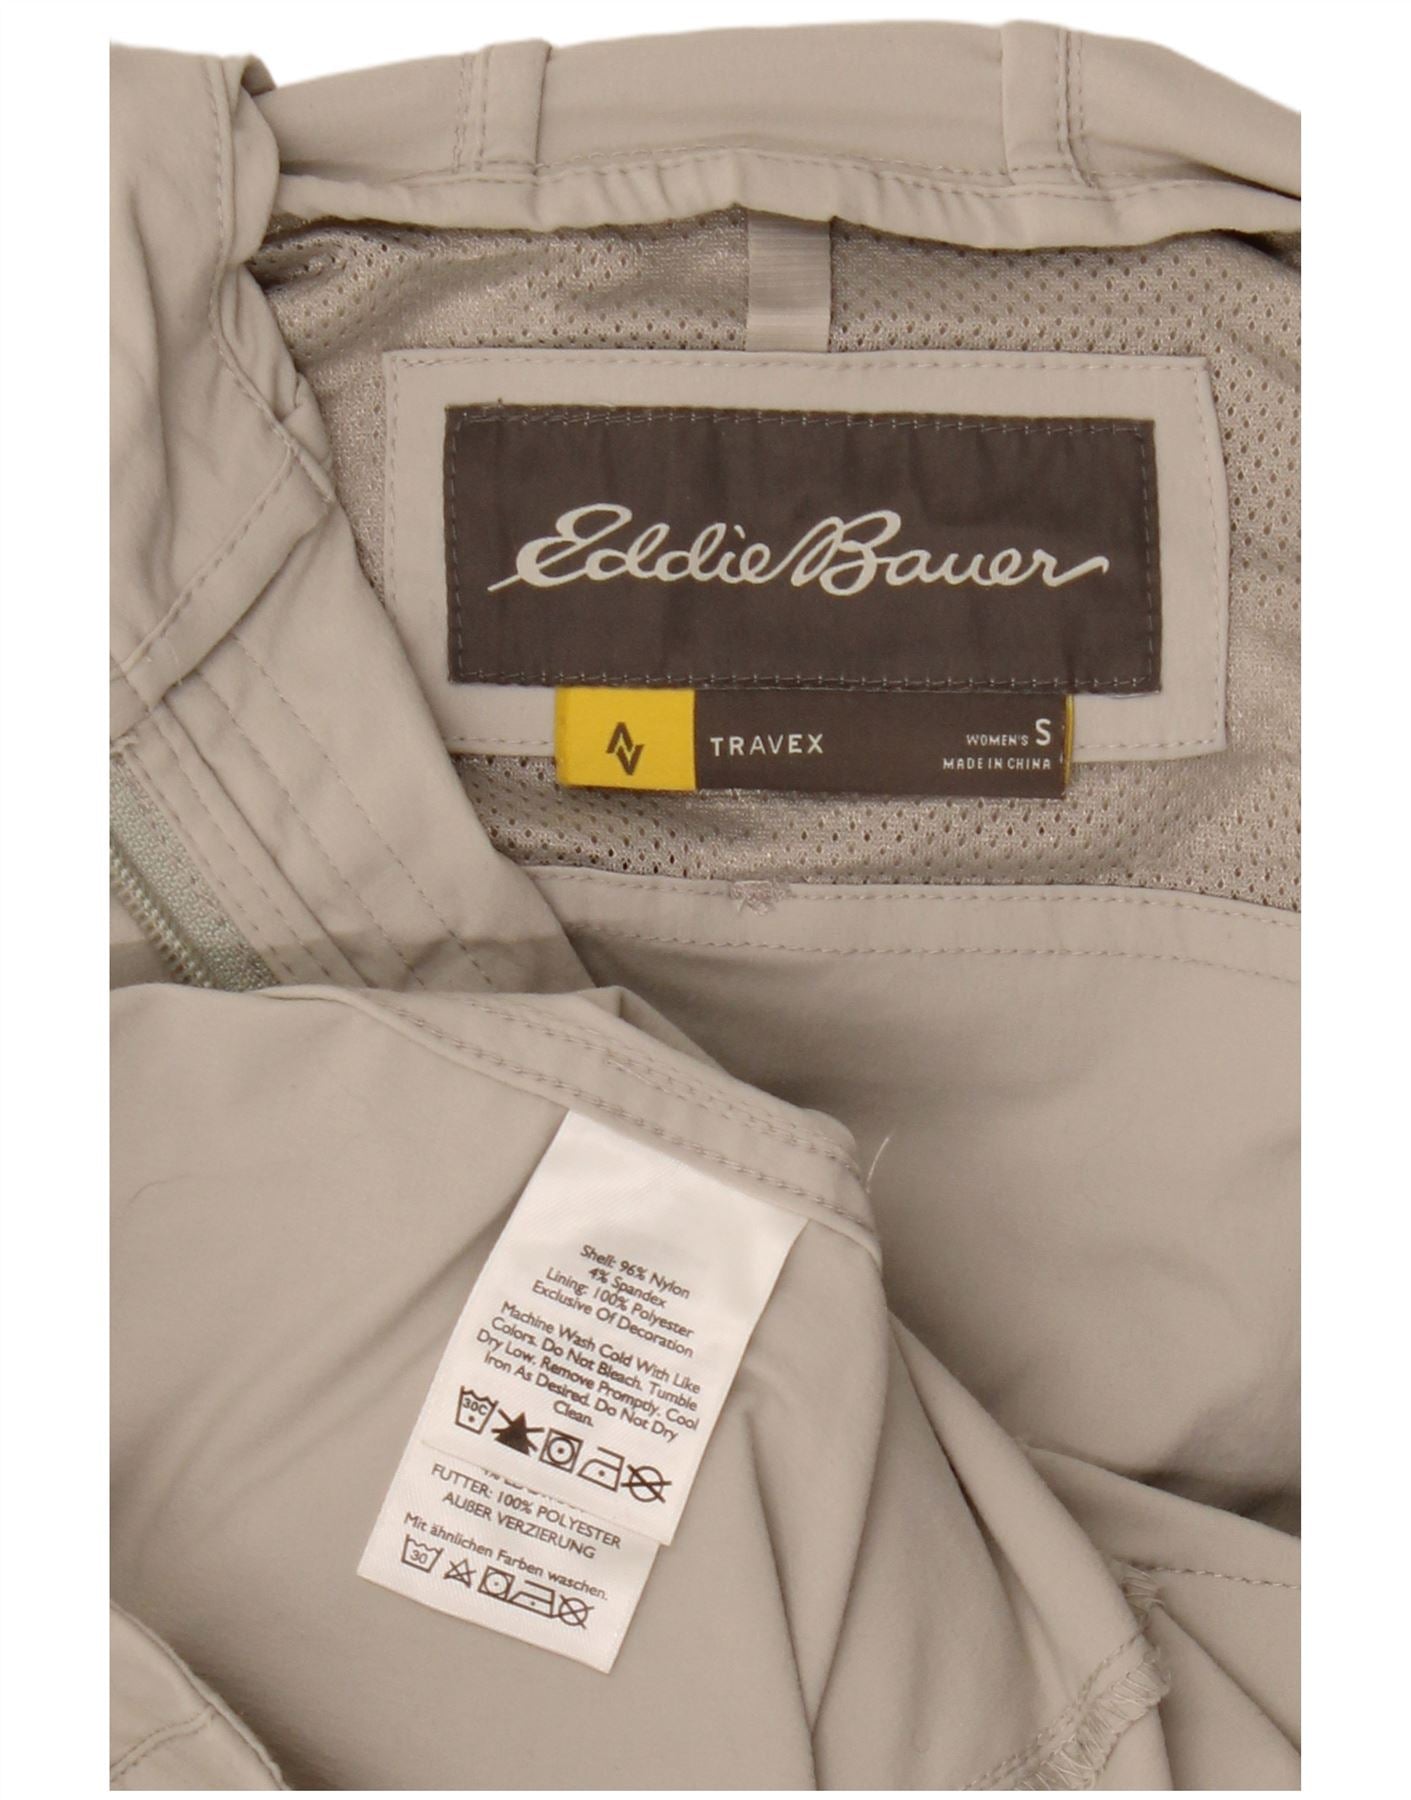 Eddie Bauer
TRAVEX
WOMEN'S S
MADE IN CHINA
Shell: 96% Nylon
4% Spandex
Lining: 100% Polyester
Exclusive Of Decoration
Machine Wash Cold With Like
Colors. Do Not Bleach. Tumble
Dry Low. Remove Promptly. Cool
Iron As Desired. Do Not Dry
Clean.
30C
FUTTER: 100% POLYESTER
AUßER VERZIERUNG
Mit ähnlichen Farben waschen.
30